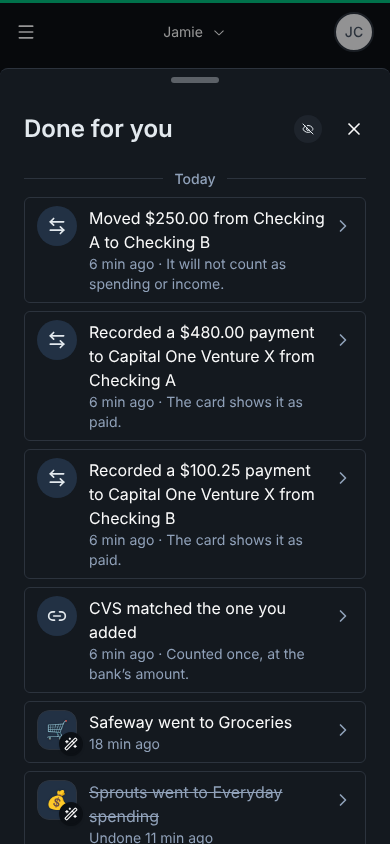 Jamie
JC
Done for you
Today
Moved $250.00 from Checking
A to Checking B
6 min ago · It will not count as
spending or income.
Recorded a $480.00 payment
to Capital One Venture X from
Checking A
6 min ago · The card shows it as
paid.
Recorded a $100.25 payment
to Capital One Venture X from
Checking B
6 min ago · The card shows it as
paid.
CVS matched the one you
added
6 min ago · Counted once, at the
bank’s amount.
Safeway went to Groceries
18 min ago
Sprouts went to Everyday
spending
Undone 11 min ago